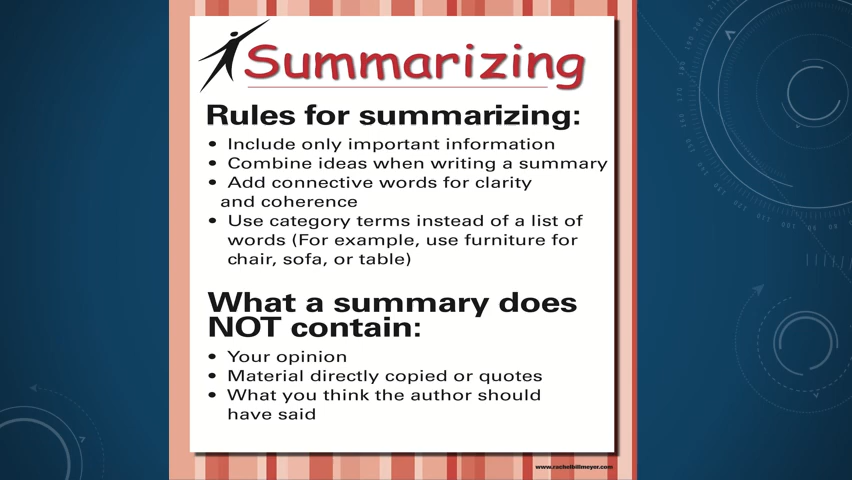 Summarizing
Rules for summarizing:
• Include only important information
• Combine ideas when writing a summary
• Add connective words for clarity
and coherence
• Use category terms instead of a list of
words (For example, use furniture for
chair, sofa, or table)
What a summary does
NOT contain:
• Your opinion
• Material directly copied or quotes
• What you think the author should
have said
www.rachelbillmeyer.com